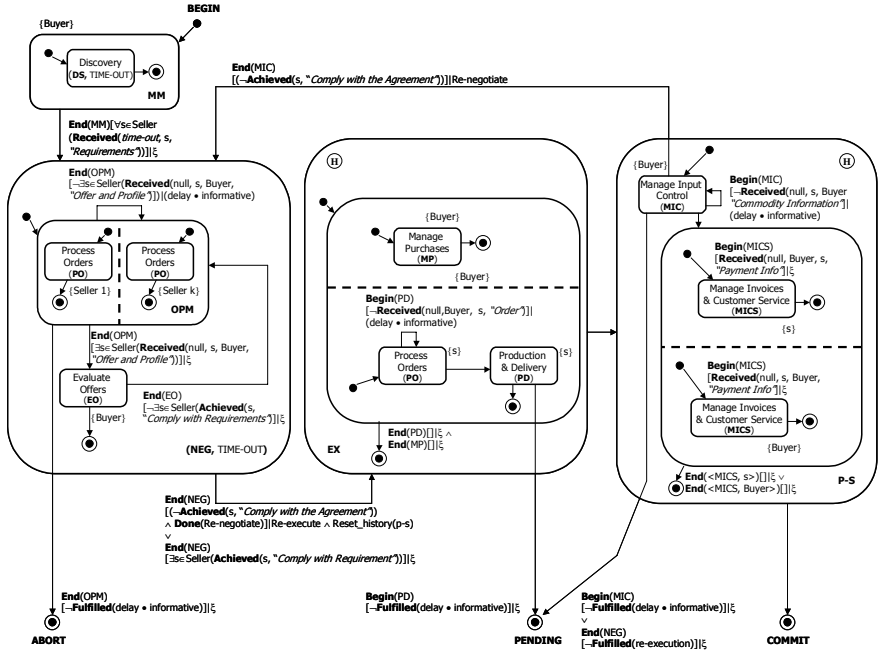 BEGIN
{Buyer}
Discovery
(DS, TIME-OUT)
MM
End(MIC)
[(¬Achieved(s, “Comply with the Agreement”))]|Re-negotiate
End(MM)[∀s∈Seller
(Received(time-out, s,
“Requirements”))]|ξ
End(OPM)
[¬∃s∈Seller(Received(null, s, Buyer,
“Offer and Profile”)])|(delay • informative)
Process
Orders
(PO)
Process
Orders
(PO)
{Seller 1}
{Seller k}
OPM
End(OPM)
[∃s∈Seller(Received(null, s, Buyer,
“Offer and Profile”))]|ξ
Evaluate
Offers
(EO)
{Buyer}
End(EO)
[¬∃s∈Seller(Achieved(s,
“Comply with Requirements”)]|ξ
(NEG, TIME-OUT)
H
{Buyer}
Manage
Purchases
(MP)
{Buyer}
Begin(PD)
[¬Received(null,Buyer, s, “Order”)]|
(delay • informative)
Process
Orders
(PO)
{s}
Production
& Delivery
(PD)
{s}
End(PD)[]|ξ ∧
End(MP)[]|ξ
EX
H
{Buyer}
Manage Input
Control
(MIC)
Begin(MIC)
[¬Received(null, s, Buyer
“Commodity Information”]|
(delay • informative)
Begin(MICS)
[Received(null, Buyer, s,
“Payment Info”]|ξ
Manage Invoices
& Customer Service
(MICS)
{s}
Begin(MICS)
[Received(null, s, Buyer,
“Payment Info”]|ξ
Manage Invoices
& Customer Service
(MICS)
{Buyer}
End(<MICS, s>)[]|ξ ∨
End(<MICS, Buyer>)[]|ξ
P-S
End(NEG)
[(¬Achieved(s, “Comply with the Agreement”))
∧ Done(Re-negotiate)]|Re-execute ∧ Reset_history(p-s)
∨
End(NEG)
[∃s∈Seller(Achieved(s, “Comply with Requirement”))]|ξ
End(OPM)
[¬Fulfilled(delay • informative)]|ξ
ABORT
Begin(PD)
[¬Fulfilled(delay • informative)]|ξ
PENDING
Begin(MIC)
[¬Fulfilled(delay • informative)]|ξ
∨
End(NEG)
[¬Fulfilled(re-execution)]|ξ
COMMIT